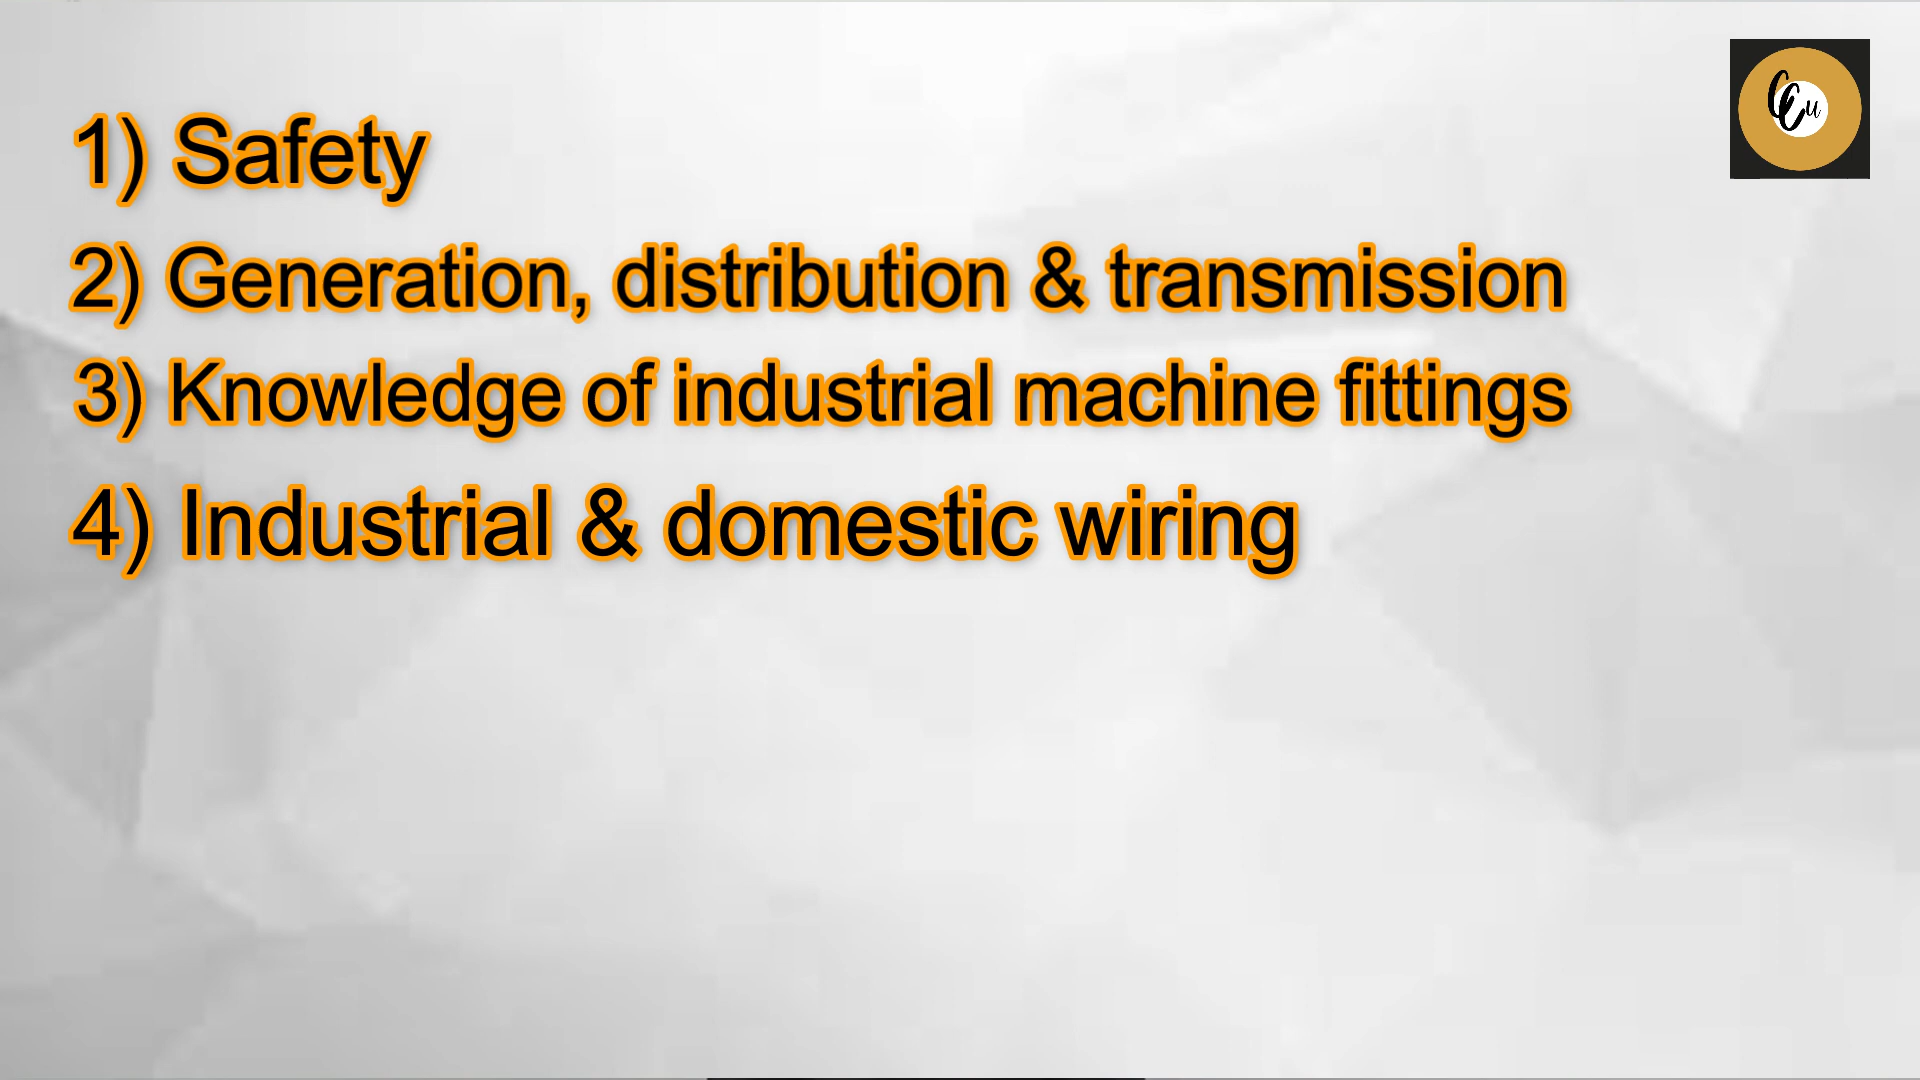 1) Safety
2) Generation, distribution & transmission
3) Knowledge of industrial machine fittings
4) Industrial & domestic wiring